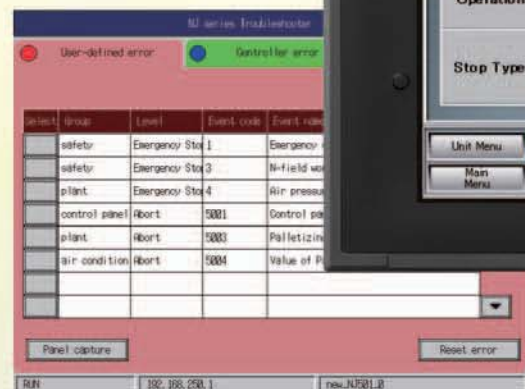 Operation
NJ series Troubleshooter
User-defined error
Controller error
Stop Type
Select Group Level Event code Event name
safety Emergency Sto 1 Emergency
safety Emergency Sto 3 N-field wo
plant Emergency Sto 4 Air pressu
control panel Abort 5001 Control pa
plant Abort 5003 Palletizin
air condition Abort 5004 Value of P
Unit Menu
Main
Menu
Panel capture
Reset error
RUN 192.168.250.1 new_NJ501_0